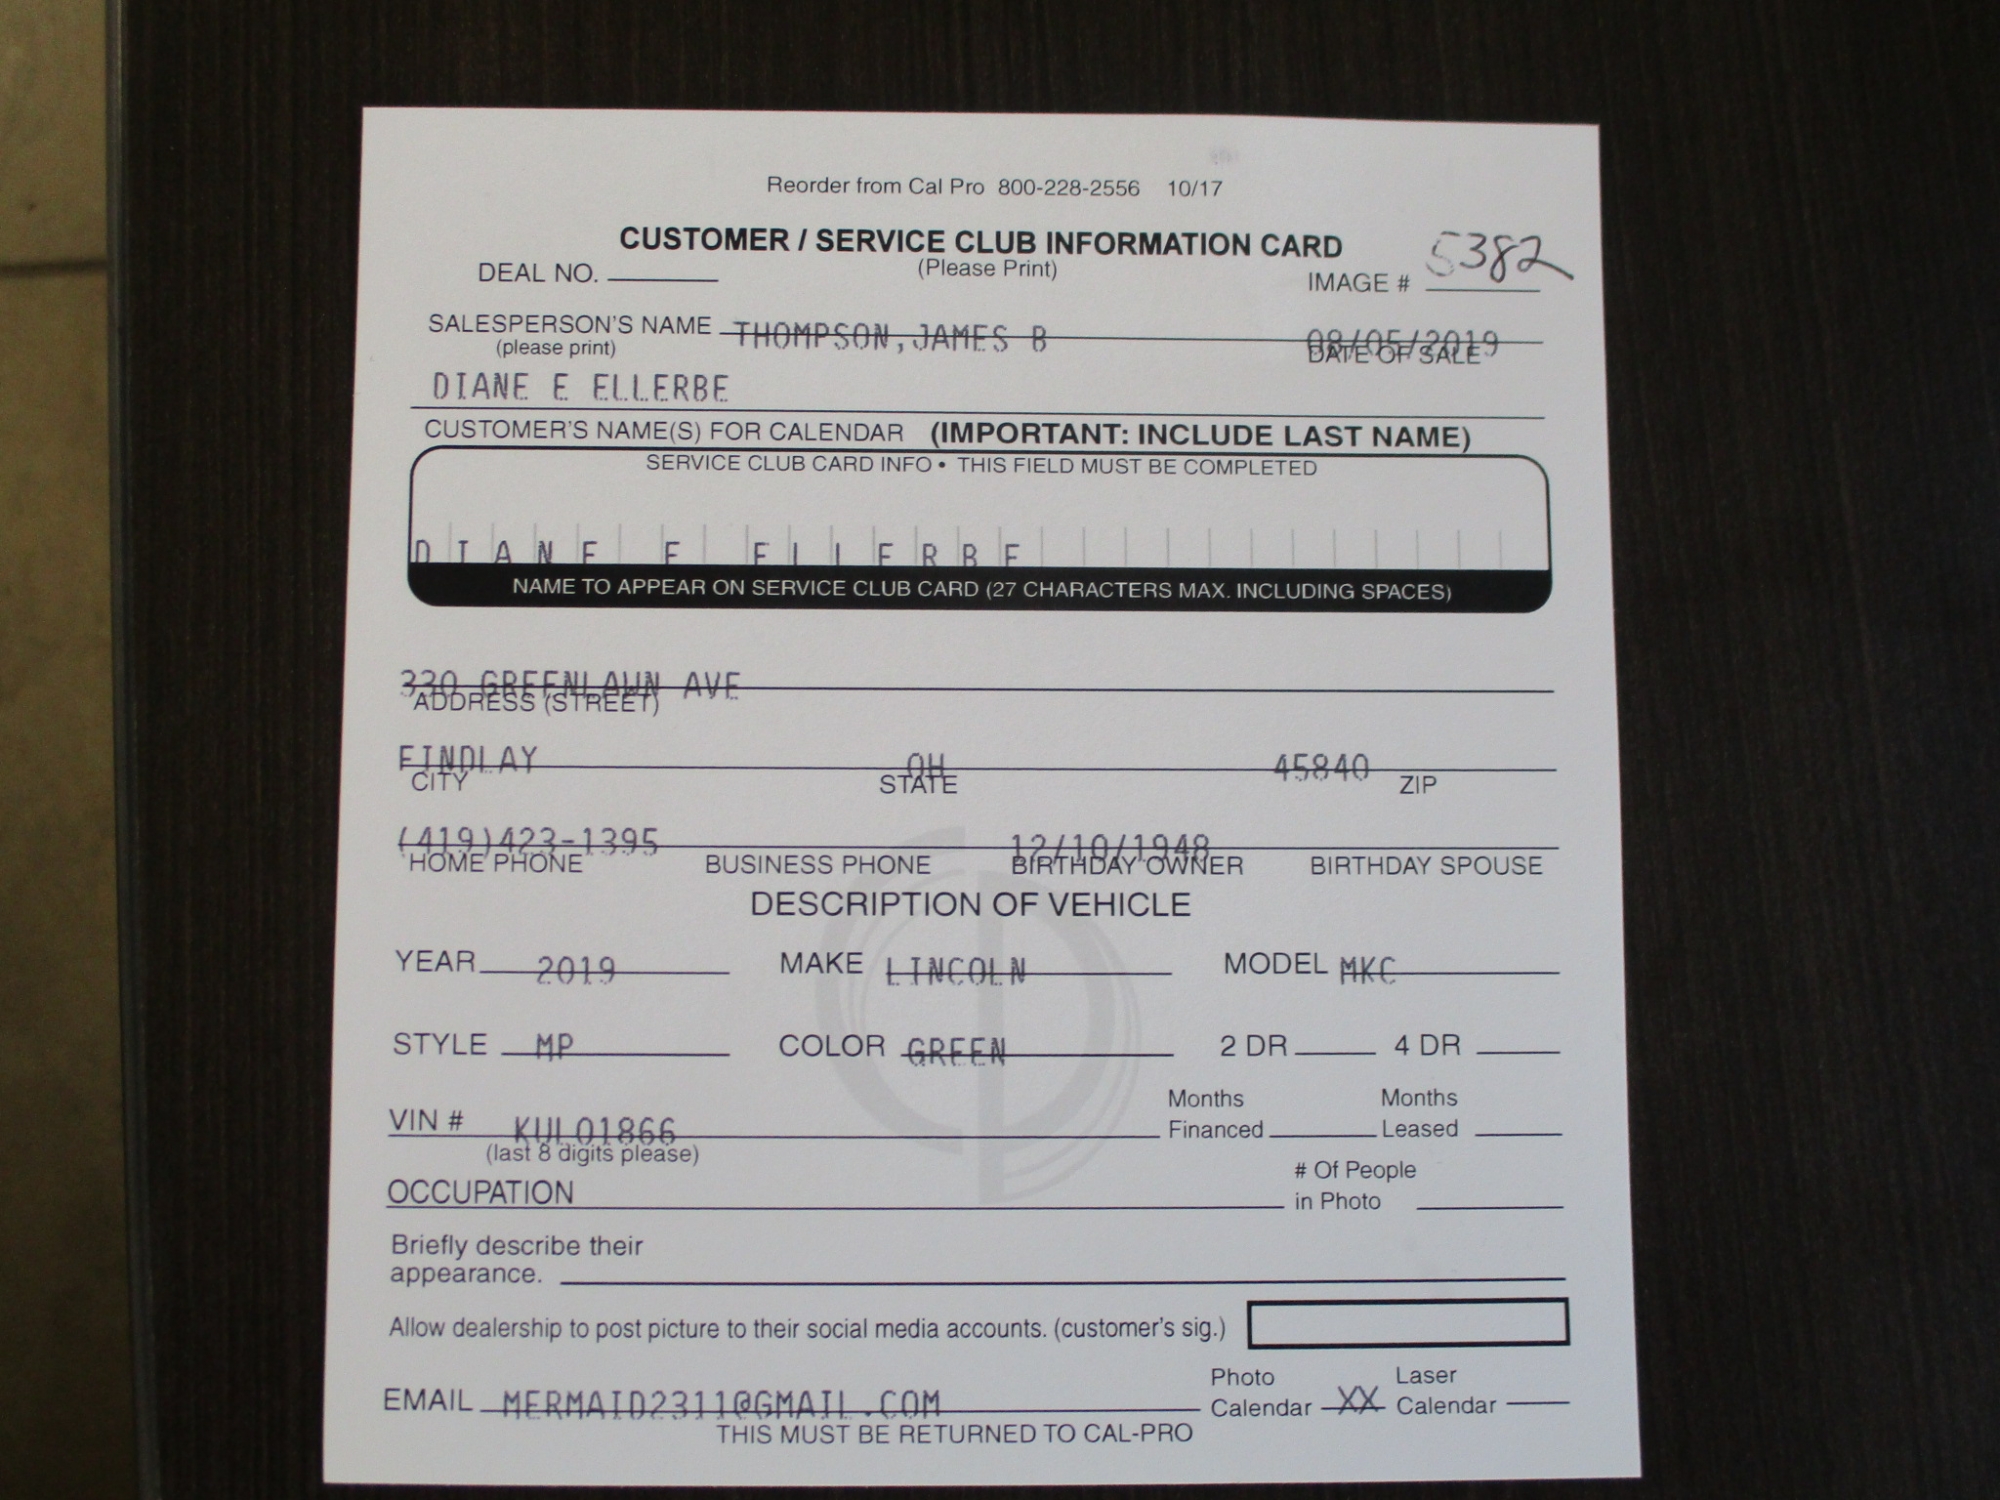 Reorder from Cal Pro 800-228-2556 10/17
CUSTOMER / SERVICE CLUB INFORMATION CARD
DEAL NO. (Please Print) IMAGE # 5382
SALESPERSON'S NAME THOMPSON,JAMES B 08/05/2019
(please print) DATE OF SALE
DIANE E ELLERBE
CUSTOMER'S NAME(S) FOR CALENDAR (IMPORTANT: INCLUDE LAST NAME)
SERVICE CLUB CARD INFO • THIS FIELD MUST BE COMPLETED
DIANE E ELLERBE
NAME TO APPEAR ON SERVICE CLUB CARD (27 CHARACTERS MAX. INCLUDING SPACES)
330 GREENLAWN AVE
ADDRESS (STREET)
FINDLAY OH 45840
CITY STATE ZIP
(419)423-1395 12/10/1948
HOME PHONE BUSINESS PHONE BIRTHDAY OWNER BIRTHDAY SPOUSE
DESCRIPTION OF VEHICLE
YEAR 2019 MAKE LINCOLN MODEL MKC
STYLE MP COLOR GREEN 2 DR 4 DR
Months Months
VIN # KUL01866 Financed Leased
(last 8 digits please)
# Of People
OCCUPATION in Photo
Briefly describe their
appearance.
Allow dealership to post picture to their social media accounts. (customer's sig.)
Photo Laser
EMAIL MERMAID2311@GMAIL.COM Calendar XX Calendar
THIS MUST BE RETURNED TO CAL-PRO